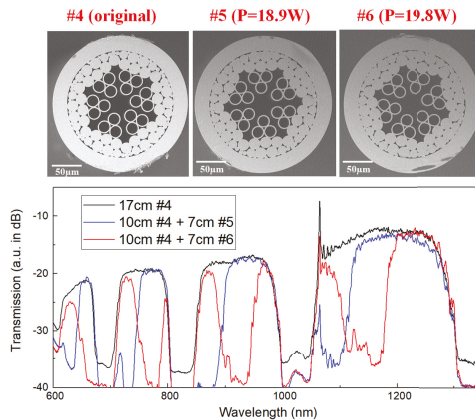 #4 (original) #5 (P=18.9W) #6 (P=19.8W)
50μm 50μm 50μm
17cm #4
10cm #4 + 7cm #5
10cm #4 + 7cm #6
Transmission (a.u. in dB)
-10
-20
-30
-40
600 800 1000 1200
Wavelength (nm)